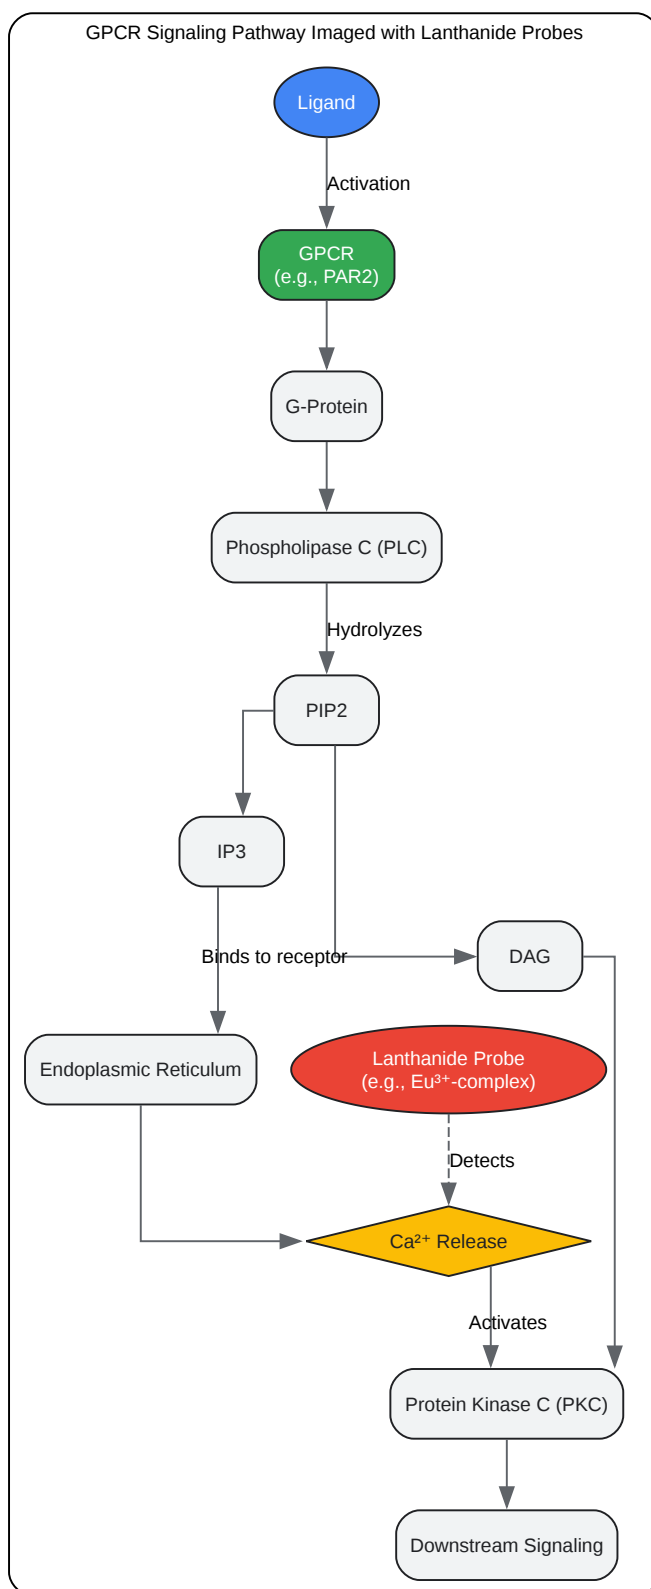 GPCR Signaling Pathway Imaged with Lanthanide Probes
Ligand
Activation
GPCR
(e.g., PAR2)
G-Protein
Phospholipase C (PLC)
Hydrolyzes
PIP2
IP3
Binds to receptor
DAG
Endoplasmic Reticulum
Lanthanide Probe
(e.g., Eu³⁺-complex)
Detects
Ca²⁺ Release
Activates
Protein Kinase C (PKC)
Downstream Signaling